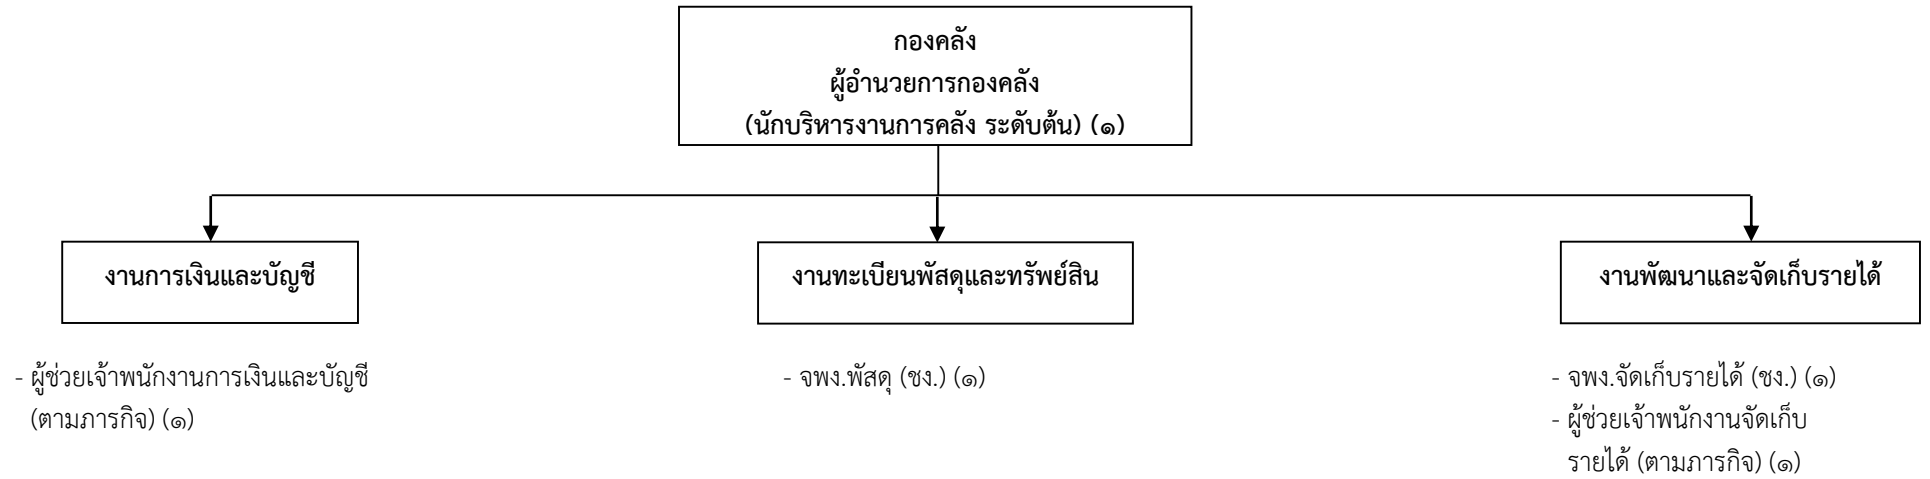 กองคลัง
ผู้อำนวยการกองคลัง
(นักบริหารงานการคลัง ระดับต้น) (๑)
งานการเงินและบัญชี
งานทะเบียนพัสดุและทรัพย์สิน
งานพัฒนาและจัดเก็บรายได้
- ผู้ช่วยเจ้าพนักงานการเงินและบัญชี
(ตามภารกิจ) (๑)
- จพง.พัสดุ (ชง.) (๑)
- จพง.จัดเก็บรายได้ (ชง.) (๑)
- ผู้ช่วยเจ้าพนักงานจัดเก็บ
รายได้ (ตามภารกิจ) (๑)